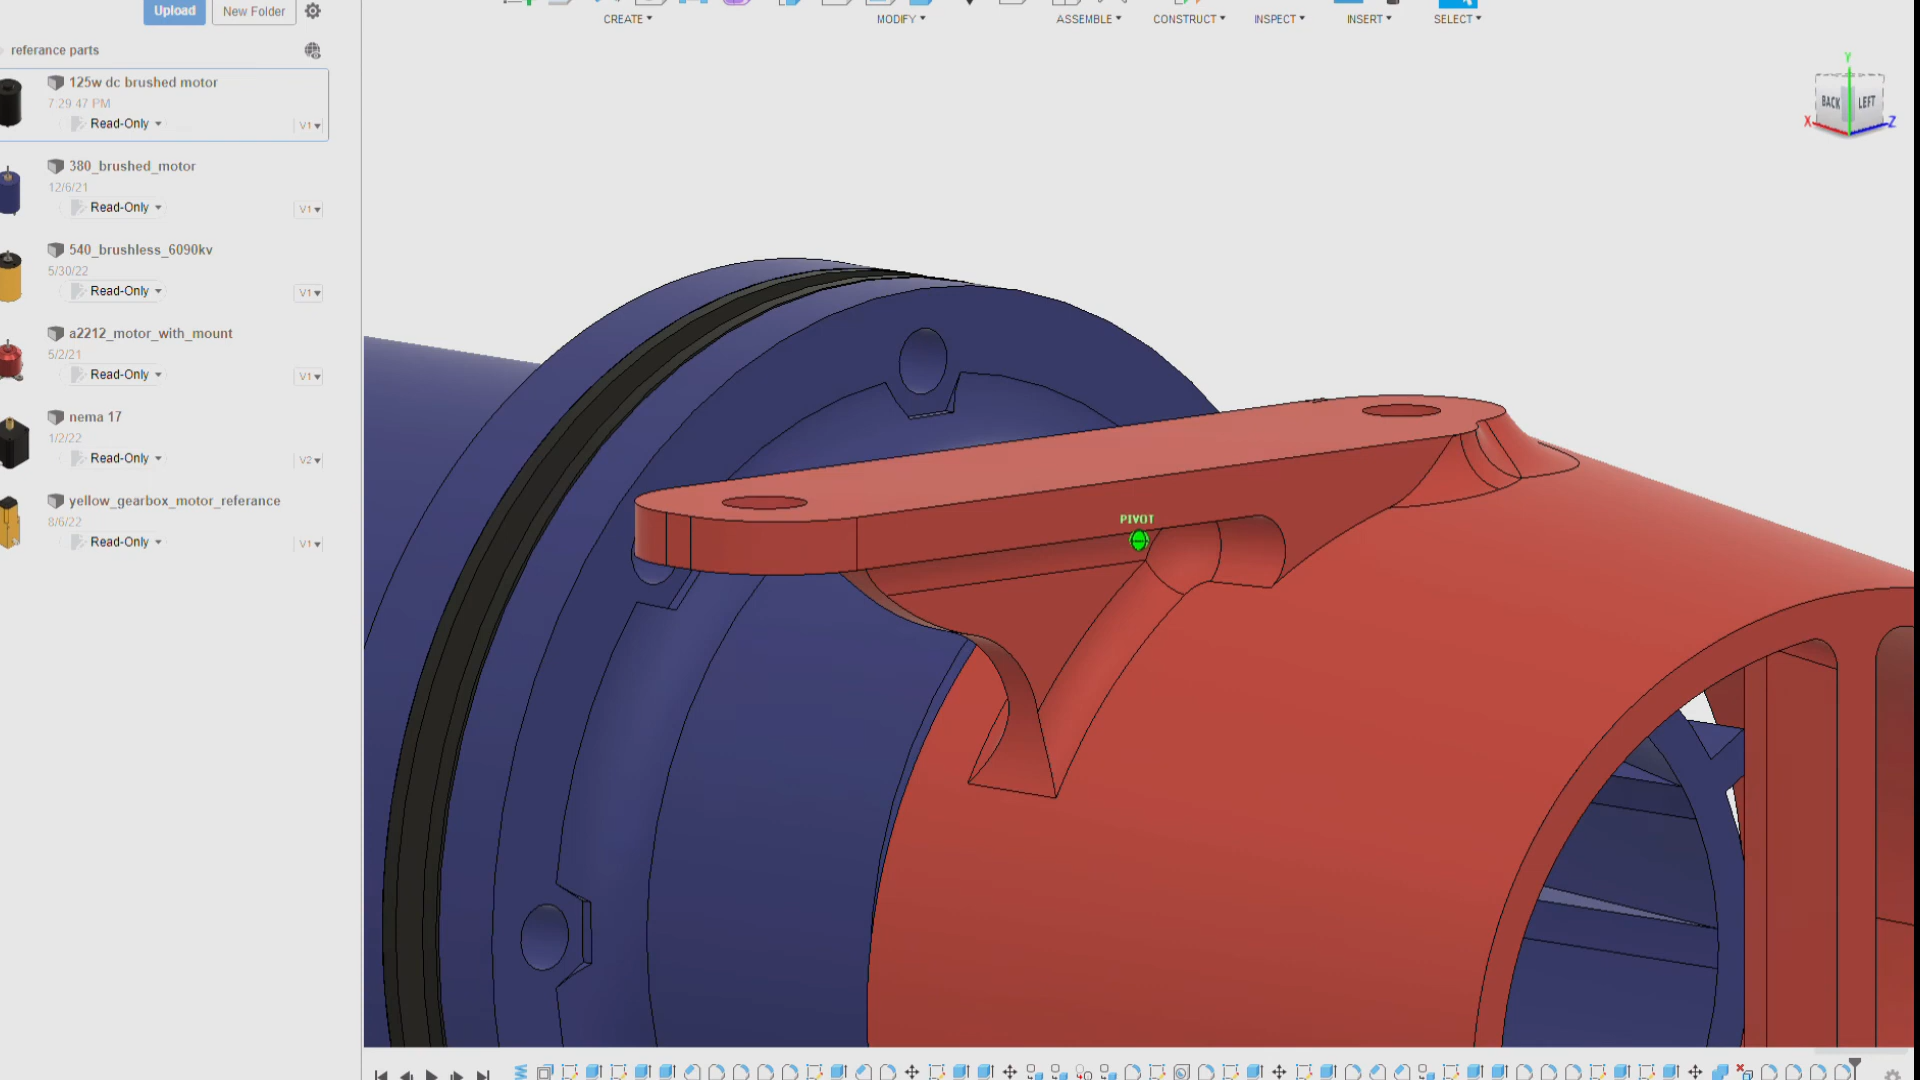 Upload
New Folder
CREATE
MODIFY
ASSEMBLE
CONSTRUCT
INSPECT
INSERT
SELECT
referance parts
125w dc brushed motor
7:29:47 PM
Read-Only
V1
380_brushed_motor
12/6/21
Read-Only
V1
540_brushless_6090kv
5/30/22
Read-Only
V1
a2212_motor_with_mount
5/2/21
Read-Only
V1
nema 17
1/2/22
Read-Only
V2
yellow_gearbox_motor_referance
8/6/22
Read-Only
V1
Y
BACK
LEFT
X
Z
PIVOT